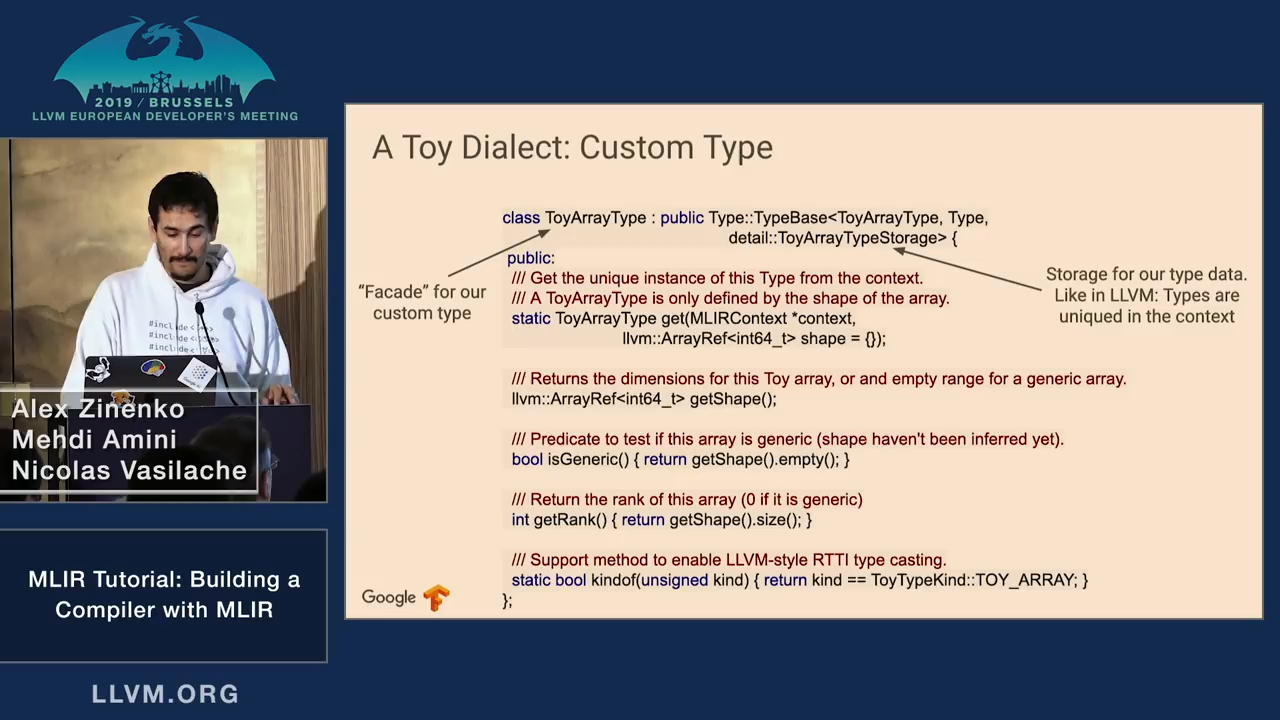 2019 / BRUSSELS
LLVM EUROPEAN DEVELOPER'S MEETING
A Toy Dialect: Custom Type
class ToyArrayType : public Type::TypeBase<ToyArrayType, Type,
detail::ToyArrayTypeStorage> {
public:
/// Get the unique instance of this Type from the context.
/// A ToyArrayType is only defined by the shape of the array.
static ToyArrayType get(MLIRContext *context,
llvm::ArrayRef<int64_t> shape = {});
/// Returns the dimensions for this Toy array, or and empty range for a generic array.
llvm::ArrayRef<int64_t> getShape();
/// Predicate to test if this array is generic (shape haven't been inferred yet).
bool isGeneric() { return getShape().empty(); }
/// Return the rank of this array (0 if it is generic)
int getRank() { return getShape().size(); }
/// Support method to enable LLVM-style RTTI type casting.
static bool kindof(unsigned kind) { return kind == ToyTypeKind::TOY_ARRAY; }
};
“Facade” for our
custom type
Storage for our type data.
Like in LLVM: Types are
uniqued in the context
Google
#include
#include
#include
Alex Zinenko
Mehdi Amini
Nicolas Vasilache
MLIR Tutorial: Building a
Compiler with MLIR
LLVM.ORG